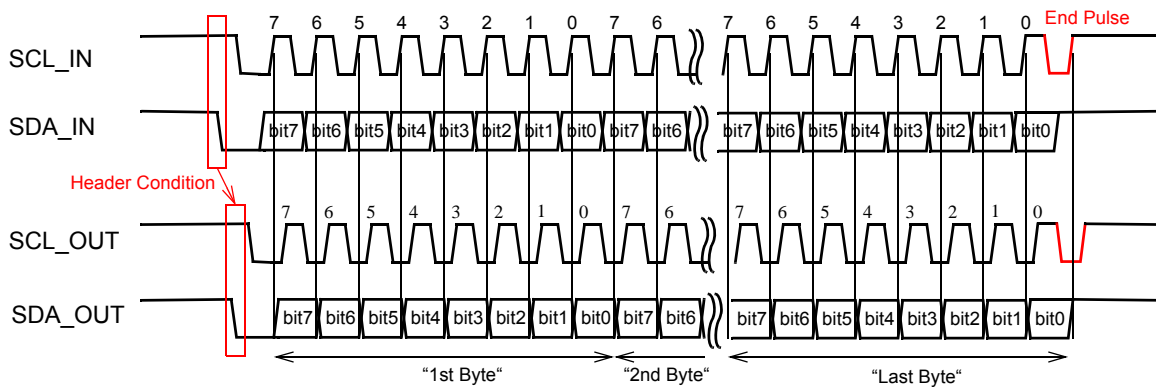 7 6 5 4 3 2 1 0 7 6 7 6 5 4 3 2 1 0 End Pulse
SCL_IN
SDA_IN bit7 bit6 bit5 bit4 bit3 bit2 bit1 bit0 bit7 bit6 bit7 bit6 bit5 bit4 bit3 bit2 bit1 bit0
Header Condition
7 6 5 4 3 2 1 0 7 6 7 6 5 4 3 2 1 0
SCL_OUT
SDA_OUT bit7 bit6 bit5 bit4 bit3 bit2 bit1 bit0 bit7 bit6 bit7 bit6 bit5 bit4 bit3 bit2 bit1 bit0
“1st Byte“ “2nd Byte“ “Last Byte“